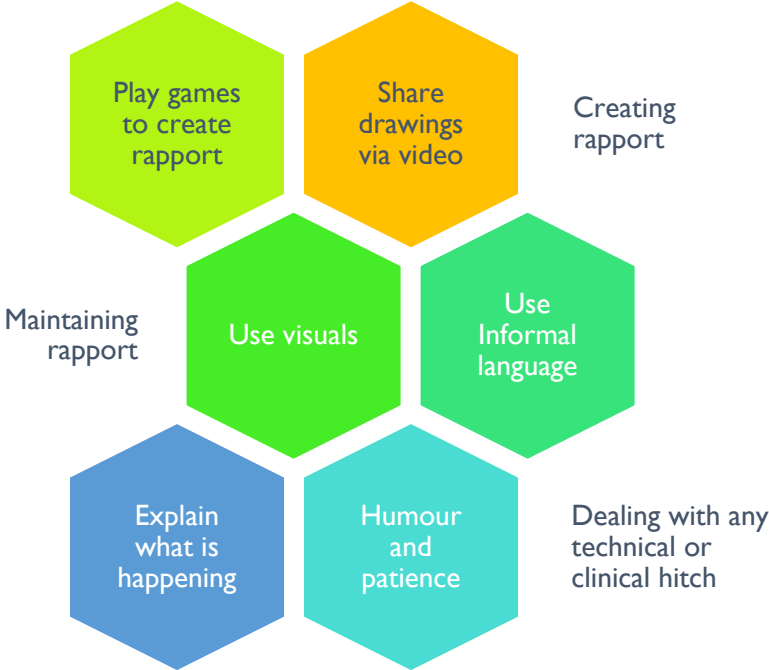 Play games
to create
rapport
Share
drawings
via video
Creating
rapport
Maintaining
rapport
Use visuals
Use
Informal
language
Explain
what is
happening
Humour
and
patience
Dealing with any
technical or
clinical hitch